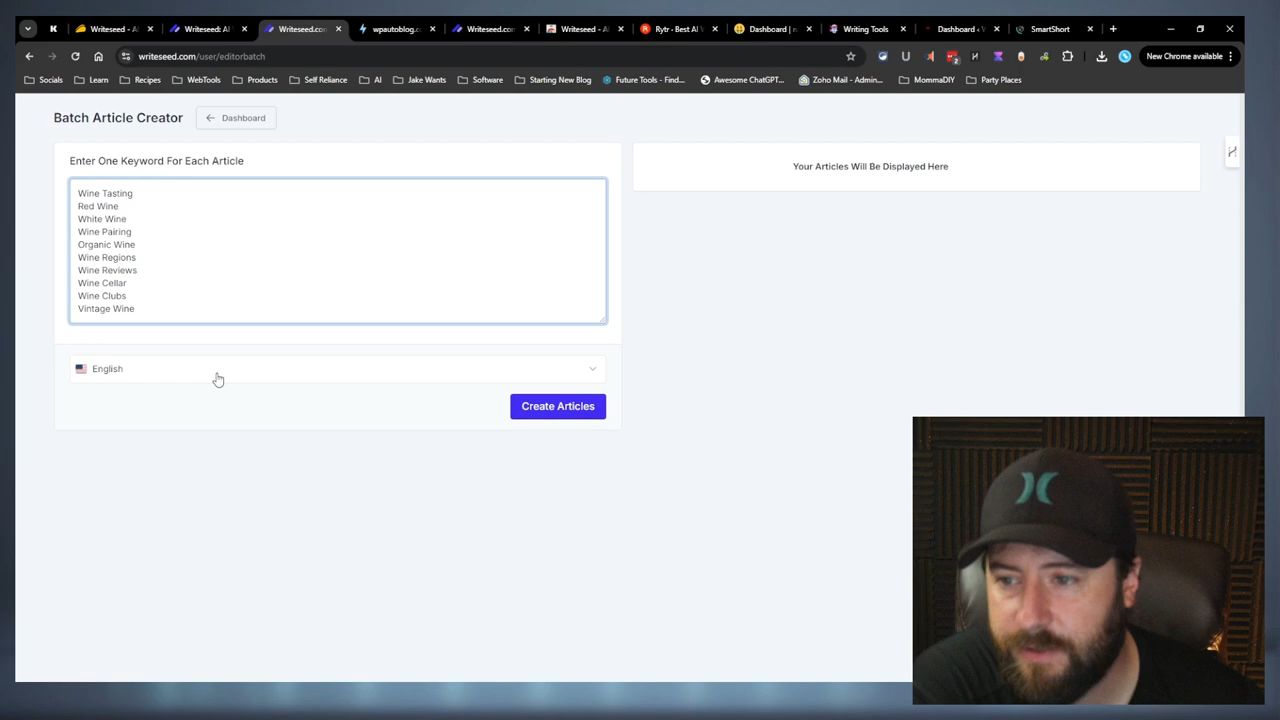 Writeseed - AI
Writeseed: AI
Writeseed.com
wpautoblog.c
Writeseed.com
Writeseed - AI
Rytr - Best AI V
Dashboard | r
Writing Tools
Dashboard ‹ V
SmartShort
writeseed.com/user/editorbatch
New Chrome available
Socials
Learn
Recipes
WebTools
Products
Self Reliance
AI
Jake Wants
Software
Starting New Blog
Future Tools - Find...
Awesome ChatGPT...
Zoho Mail - Admin...
MommaDIY
Party Places
Batch Article Creator
Dashboard
Enter One Keyword For Each Article
Your Articles Will Be Displayed Here
Wine Tasting
Red Wine
White Wine
Wine Pairing
Organic Wine
Wine Regions
Wine Reviews
Wine Cellar
Wine Clubs
Vintage Wine
English
Create Articles